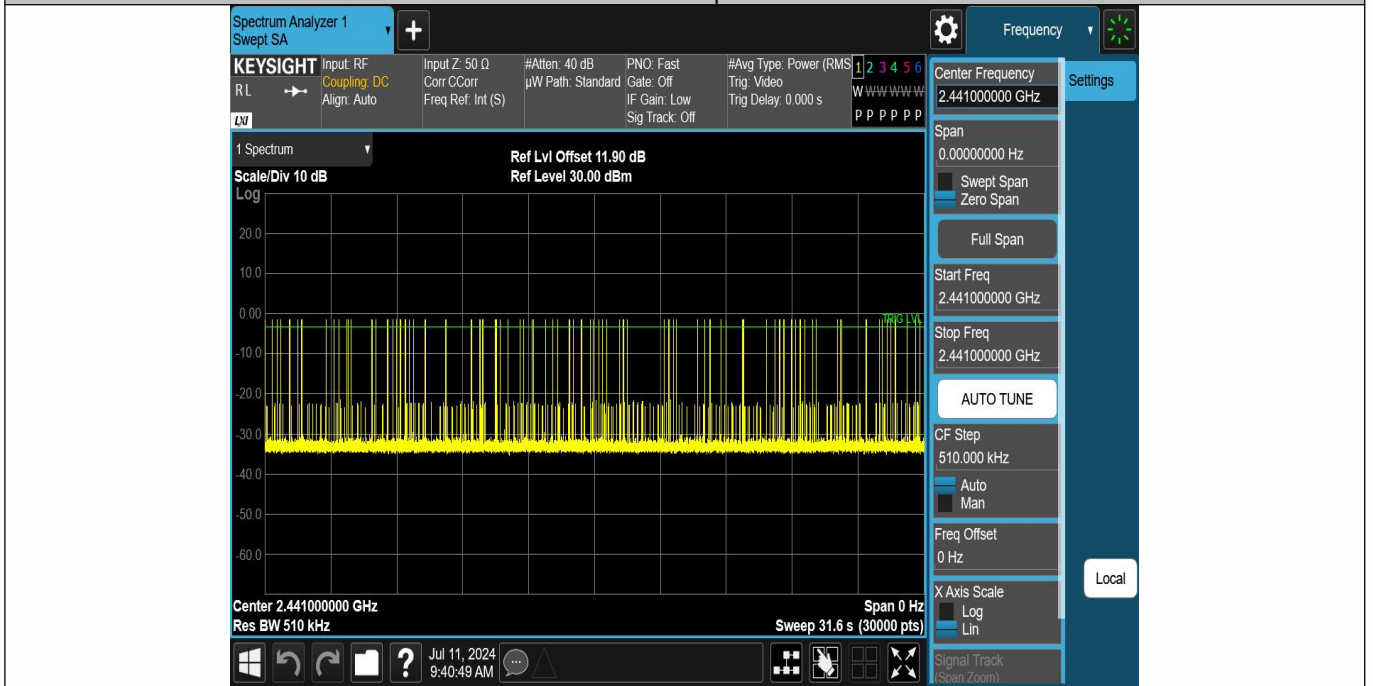 Spectrum Analyzer 1
Swept SA
+
Frequency
KEYSIGHT
RL
LXI
Input: RF
Coupling: DC
Align: Auto
Input Z: 50 Ω
Corr CCorr
Freq Ref: Int (S)
#Atten: 40 dB
µW Path: Standard
PNO: Fast
Gate: Off
IF Gain: Low
Sig Track: Off
#Avg Type: Power (RMS
Trig: Video
Trig Delay: 0.000 s
1 2 3 4 5 6
W W W W W W
P P P P P P
1 Spectrum
Scale/Div 10 dB
Log
Ref Lvl Offset 11.90 dB
Ref Level 30.00 dBm
20.0
10.0
0.00
-10.0
-20.0
-30.0
-40.0
-50.0
-60.0
TRIG LVL
Center 2.441000000 GHz
Res BW 510 kHz
Span 0 Hz
Sweep 31.6 s (30000 pts)
Center Frequency
2.441000000 GHz
Settings
Span
0.00000000 Hz
Swept Span
Zero Span
Full Span
Start Freq
2.441000000 GHz
Stop Freq
2.441000000 GHz
AUTO TUNE
CF Step
510.000 kHz
Auto
Man
Freq Offset
0 Hz
X Axis Scale
Log
Lin
Signal Track
(Span Zoom)
Local
?
Jul 11, 2024
9:40:49 AM